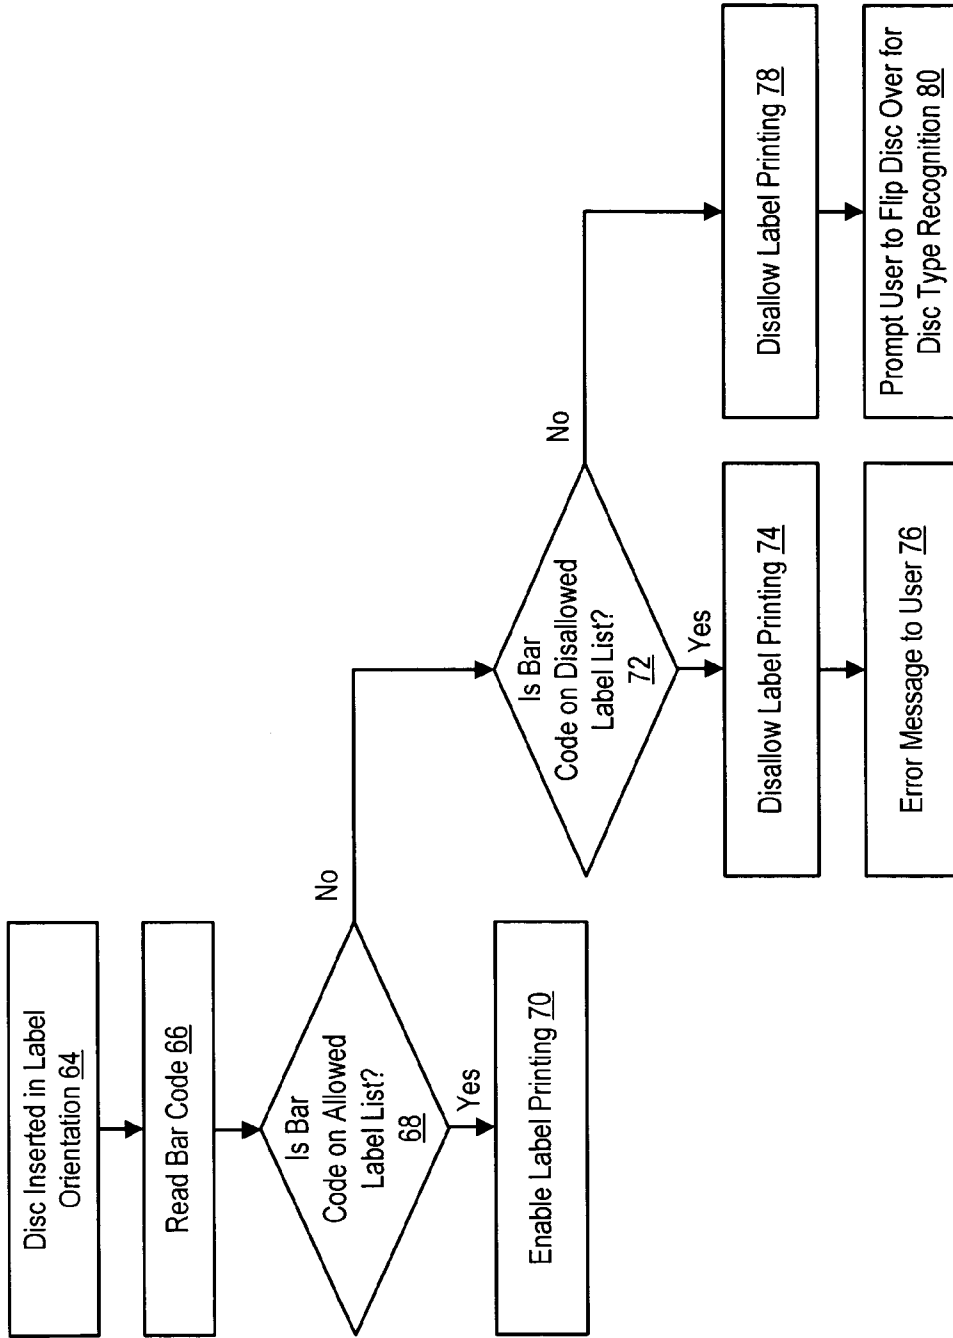 Disc Inserted in Label
Orientation 64
Read Bar Code 66
Is Bar
Code on Allowed
Label List?
68
No
Yes
Enable Label Printing 70
Is Bar
Code on Disallowed
Label List?
72
No
Yes
Disallow Label Printing 74
Error Message to User 76
Disallow Label Printing 78
Prompt User to Flip Disc Over for
Disc Type Recognition 80